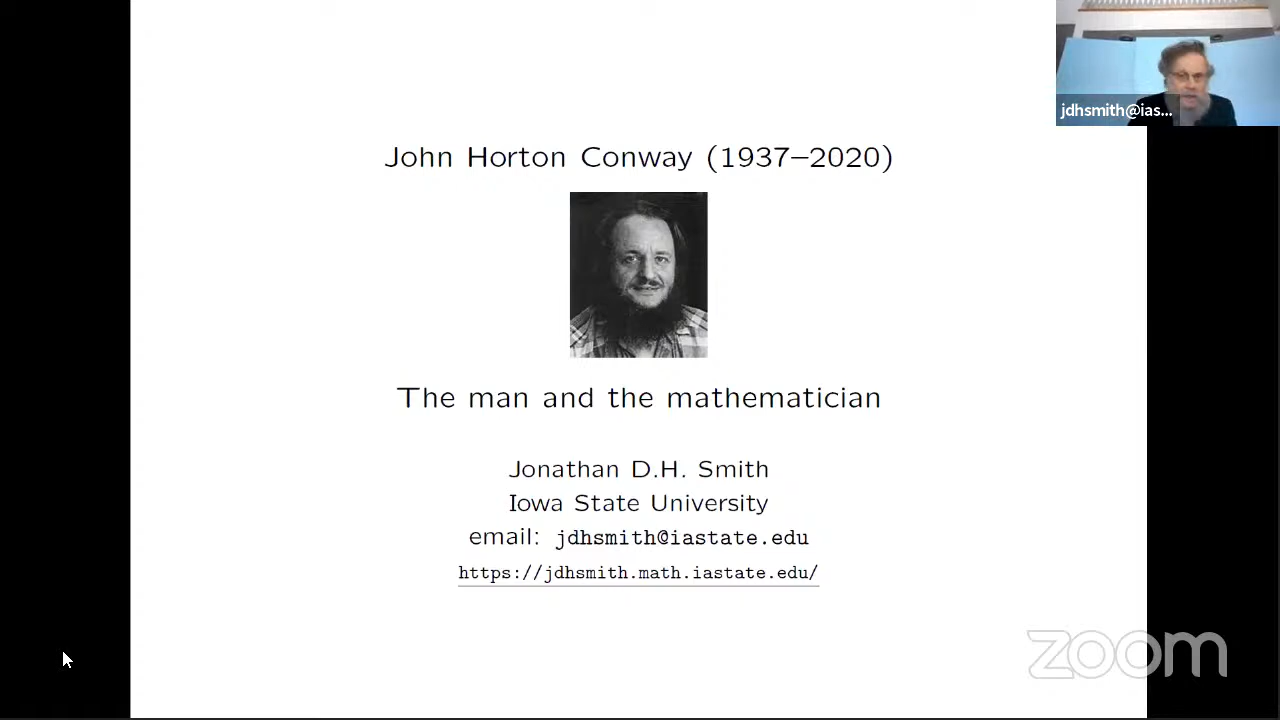 jdhsmith@ias...
John Horton Conway (1937–2020)
The man and the mathematician
Jonathan D.H. Smith
Iowa State University
email: jdhsmith@iastate.edu
https://jdhsmith.math.iastate.edu/
zoom